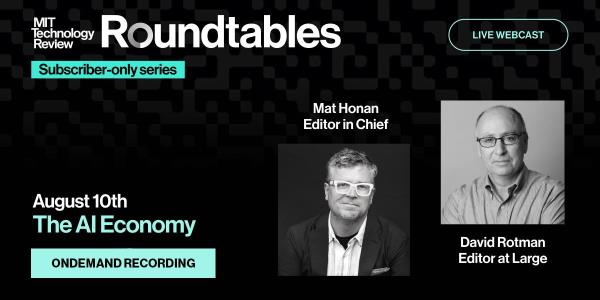 MIT
Technology
Review
Roundtables
LIVE WEBCAST
Subscriber-only series
Mat Honan
Editor in Chief
August 10th
The AI Economy
ONDEMAND RECORDING
David Rotman
Editor at Large